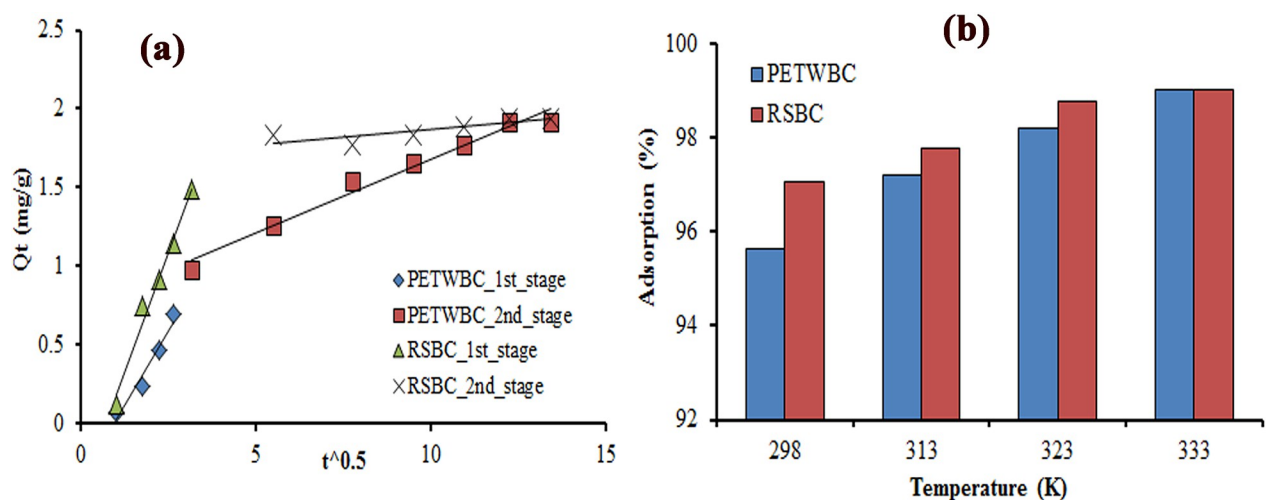 (a)
2.5
2
1.5
1
0.5
0
Qt (mg/g)
PETWBC_1st_stage
PETWBC_2nd_stage
RSBC_1st_stage
RSBC_2nd_stage
0 5 10 15
t^0.5
(b)
100
98
96
94
92
Adsorption (%)
PETWBC
RSBC
298 313 323 333
Temperature (K)